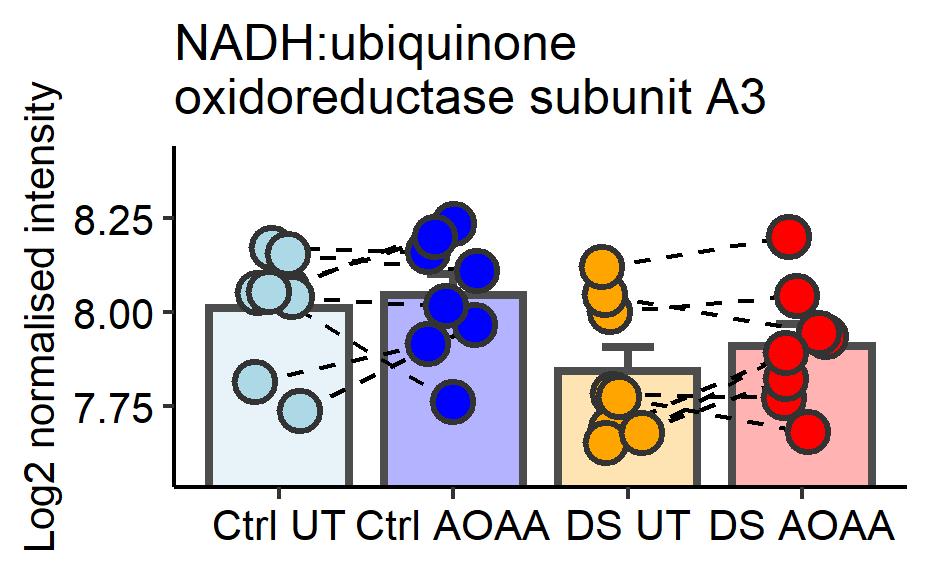 NADH:ubiquinone
oxidoreductase subunit A3
Log2 normalised intensity
8.25
8.00
7.75
Ctrl UT
Ctrl AOAA
DS UT
DS AOAA